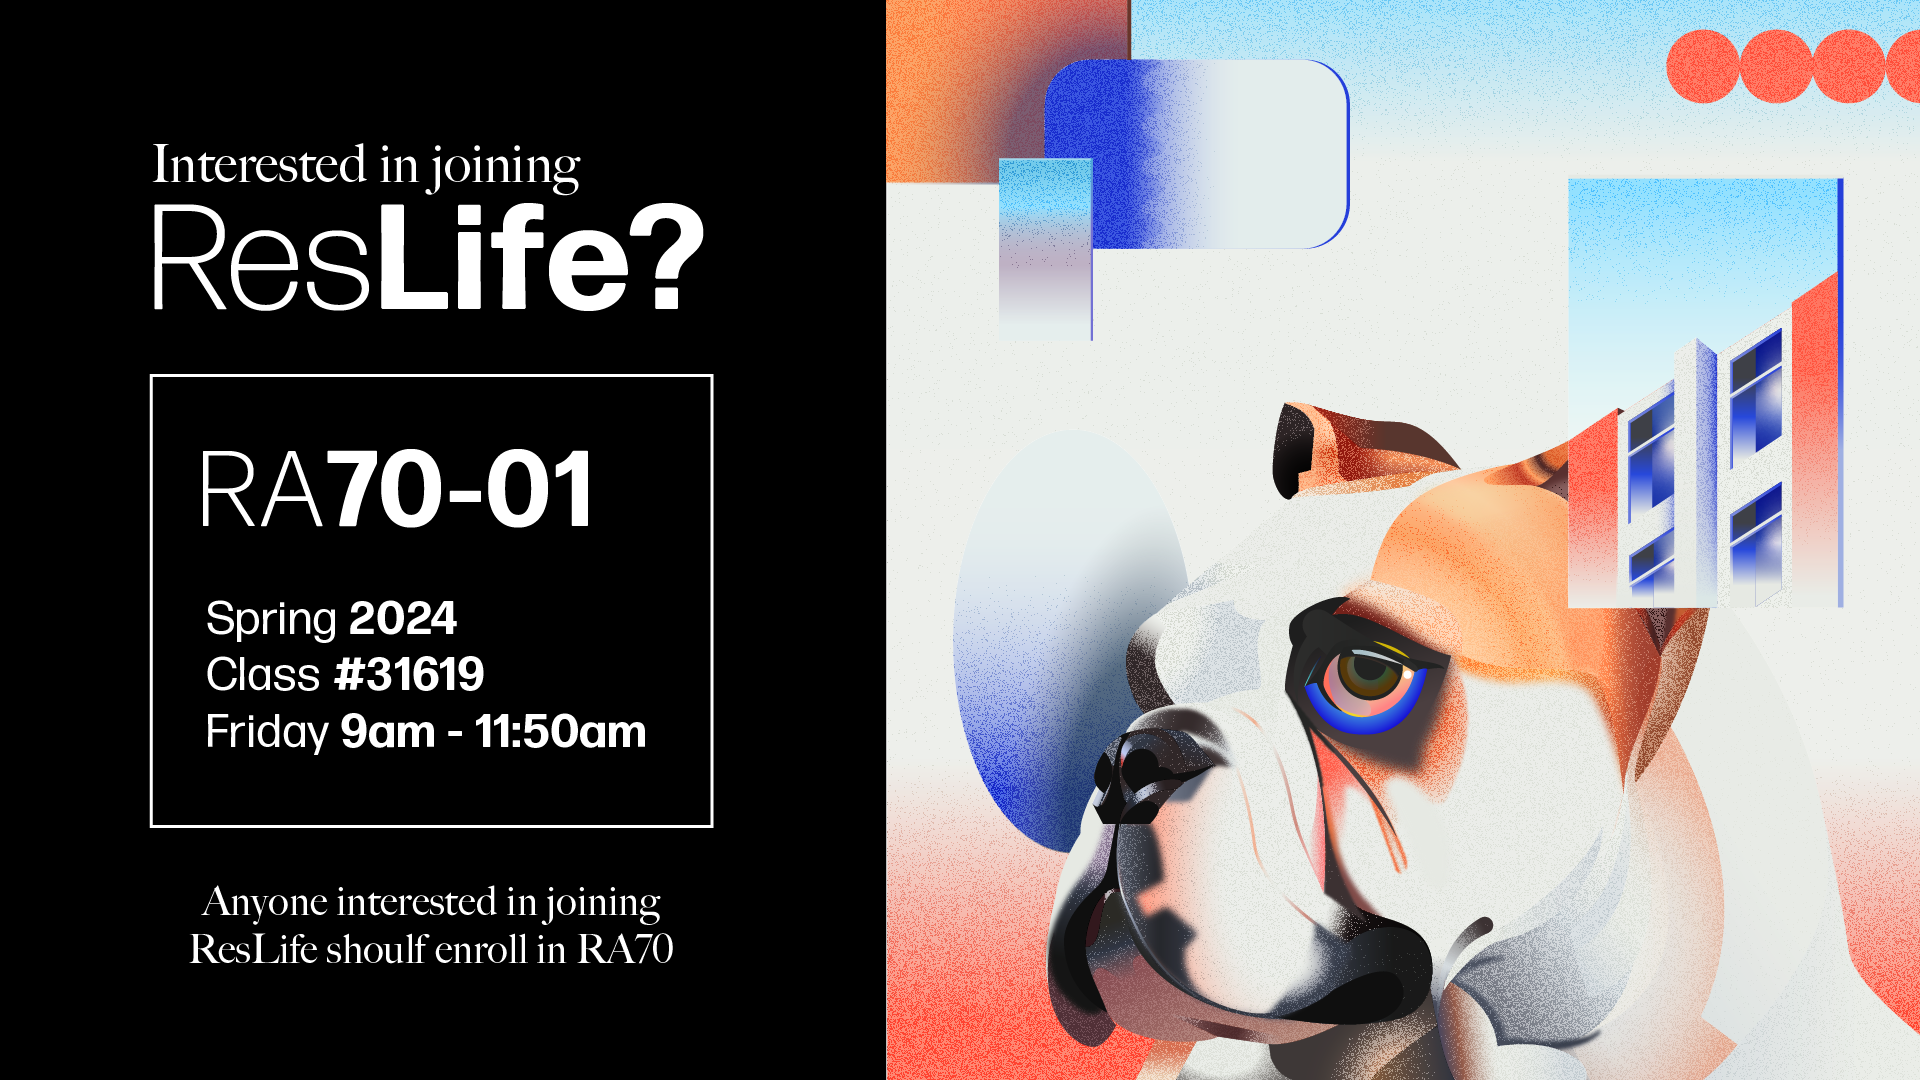 Interested in joining
ResLife?
RA70-01
Spring 2024
Class #31619
Friday 9am - 11:50am
Anyone interested in joining
ResLife shoulf enroll in RA70